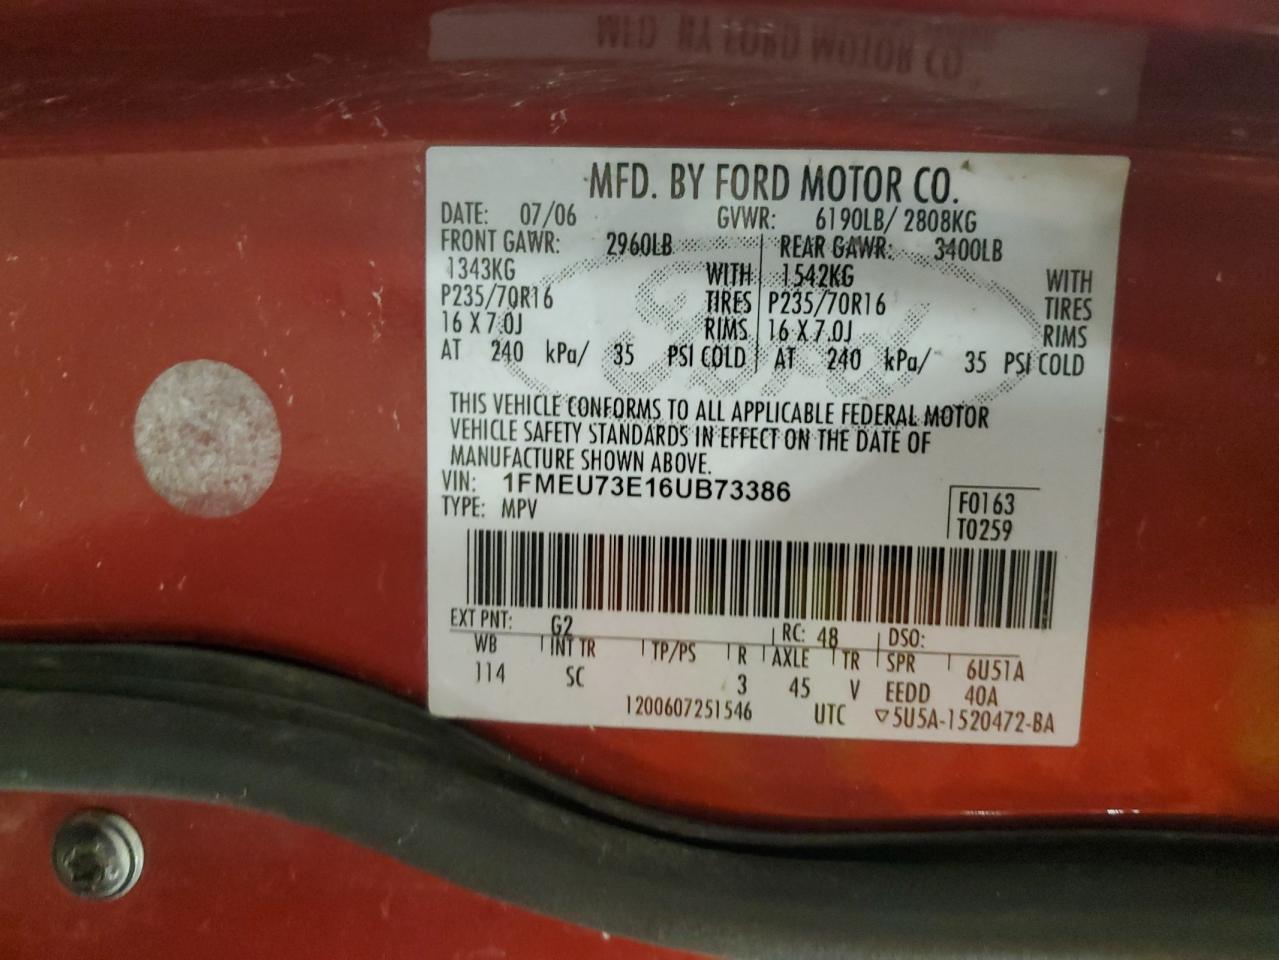 MFD. BY FORD MOTOR CO.
MFD. BY FORD MOTOR CO.
DATE: 07/06 GVWR: 6190LB/ 2808KG
FRONT GAWR: 2960LB REAR GAWR: 3400LB
1343KG WITH 1542KG WITH
P235/70R16 TIRES P235/70R16 TIRES
16 X 7.0J RIMS 16 X 7.0J RIMS
AT 240 kPa/ 35 PSI COLD AT 240 kPa/ 35 PSI COLD
THIS VEHICLE CONFORMS TO ALL APPLICABLE FEDERAL MOTOR
VEHICLE SAFETY STANDARDS IN EFFECT ON THE DATE OF
MANUFACTURE SHOWN ABOVE.
VIN: 1FMEU73E16UB73386
TYPE: MPV
F0163
T0259
EXT PNT: G2 RC: 48 DSO:
WB INT TR TP/PS R AXLE TR SPR 6U51A
114 SC 3 45 V EEDD 40A
1200607251546 UTC ▽5U5A-1520472-BA